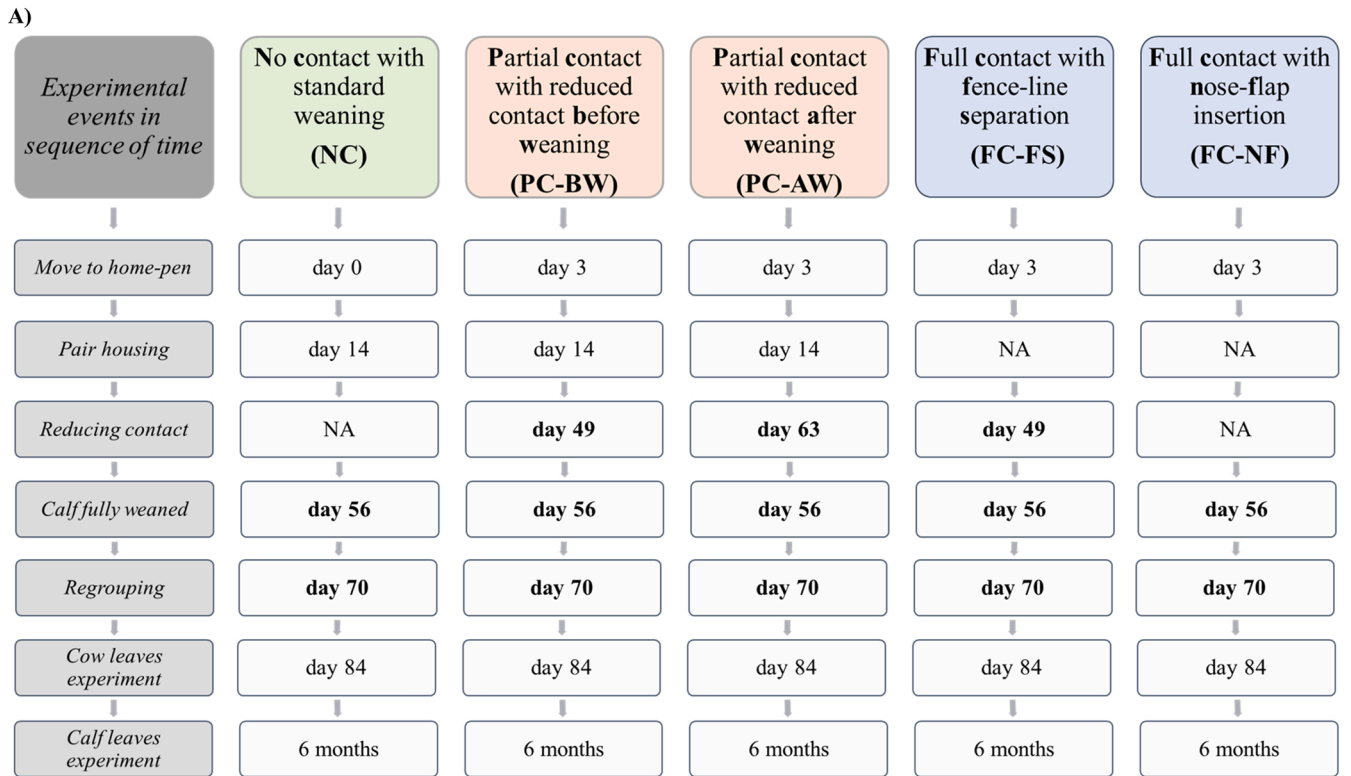 A)
Experimental
events in
sequence of time
No contact with
standard
weaning
(NC)
Partial contact
with reduced
contact before
weaning
(PC-BW)
Partial contact
with reduced
contact after
weaning
(PC-AW)
Full contact with
fence-line
separation
(FC-FS)
Full contact with
nose-flap
insertion
(FC-NF)
Move to home-pen
day 0
day 3
day 3
day 3
day 3
Pair housing
day 14
day 14
day 14
NA
NA
Reducing contact
NA
day 49
day 63
day 49
NA
Calf fully weaned
day 56
day 56
day 56
day 56
day 56
Regrouping
day 70
day 70
day 70
day 70
day 70
Cow leaves
experiment
day 84
day 84
day 84
day 84
day 84
Calf leaves
experiment
6 months
6 months
6 months
6 months
6 months